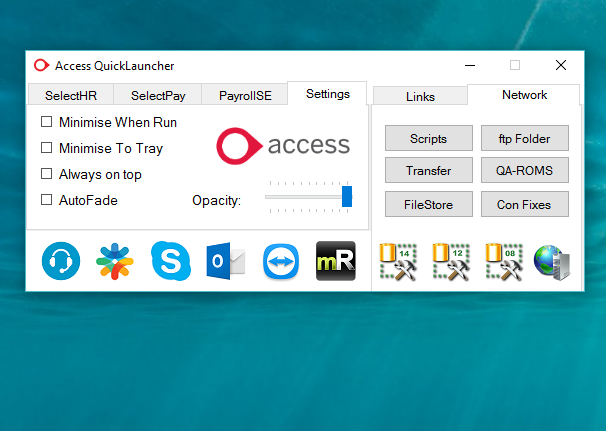 Access QuickLauncher
SelectHR SelectPay PayrollSE Settings
Links Network
Minimise When Run
Minimise To Tray
Always on top
AutoFade
Opacity:
access
Scripts ftp Folder
Transfer QA-ROMS
FileStore Con Fixes
S O mR 14 12 08